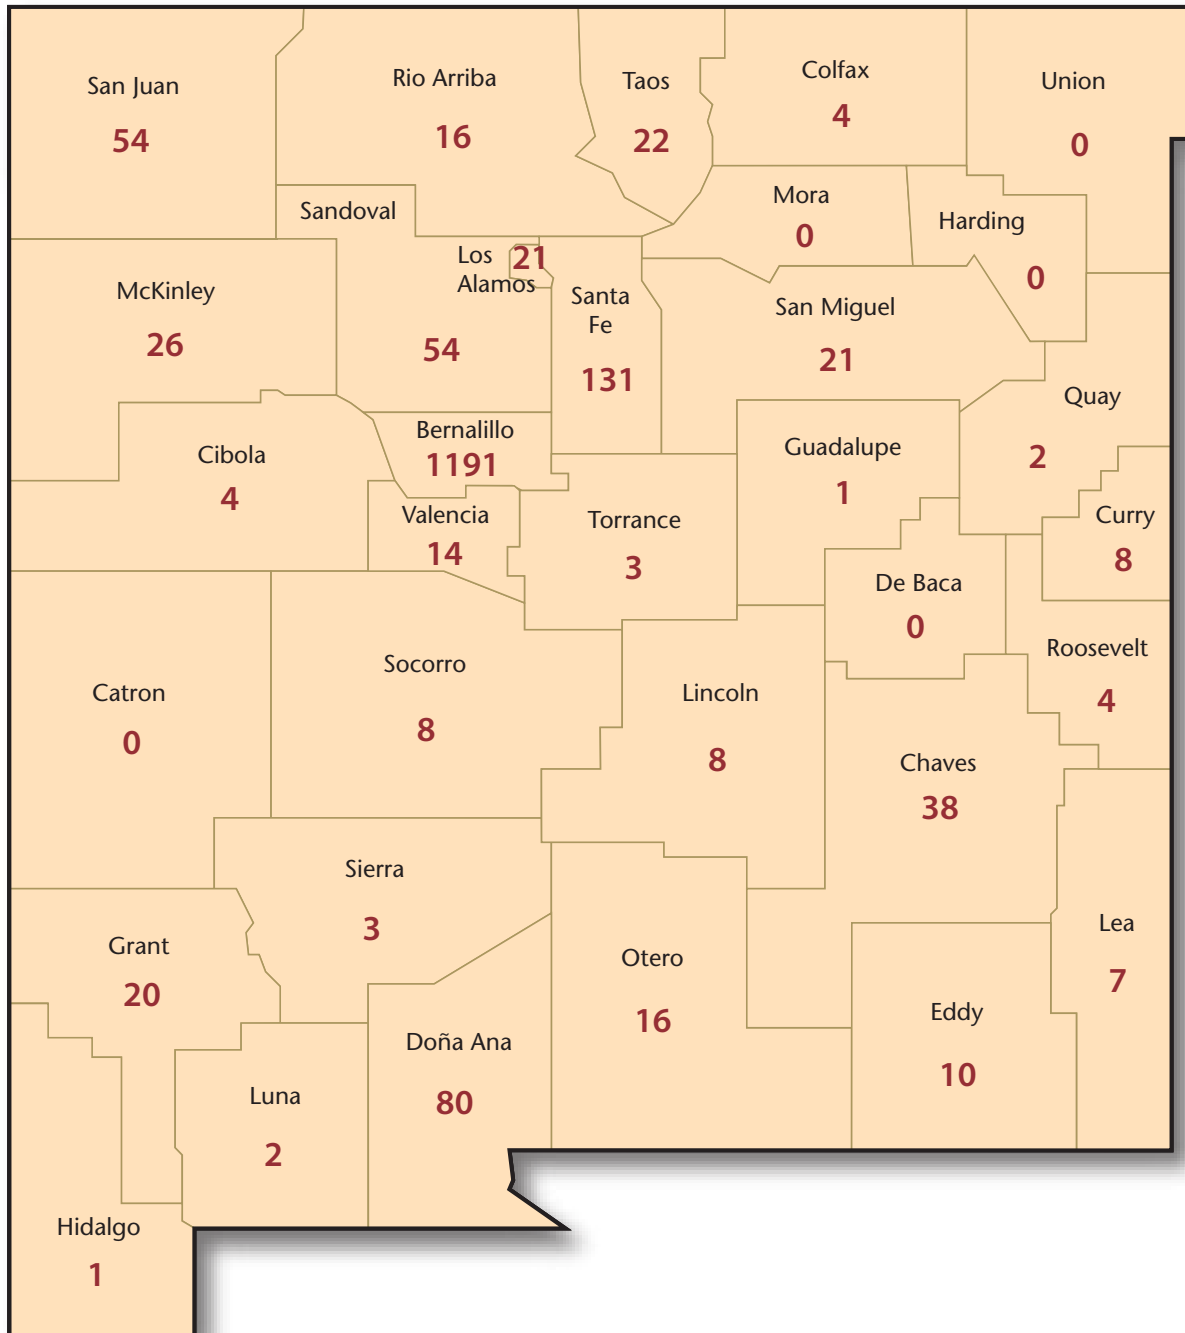 San Juan
54
Rio Arriba
16
Taos
22
Colfax
4
Union
0
Sandoval
54
Los
Alamos
21
Santa
Fe
131
Mora
0
Harding
0
McKinley
26
San Miguel
21
Quay
2
Cibola
4
Bernalillo
1191
Guadalupe
1
Curry
8
Valencia
14
Torrance
3
De Baca
0
Roosevelt
4
Catron
0
Socorro
8
Lincoln
8
Chaves
38
Sierra
3
Grant
20
Otero
16
Lea
7
Eddy
10
Doña Ana
80
Luna
2
Hidalgo
1